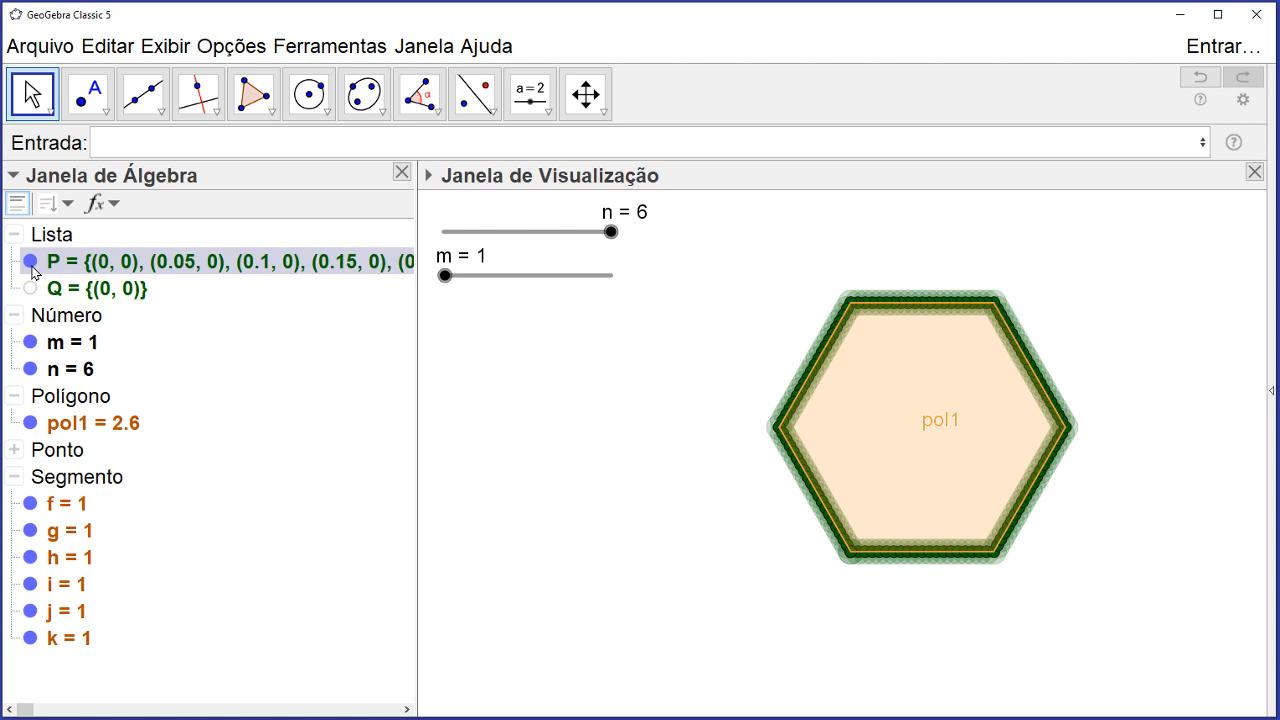 GeoGebra Classic 5
Arquivo Editar Exibir Opções Ferramentas Janela Ajuda
Entrar…
A
α
a=2
Entrada:
Janela de Álgebra
Janela de Visualização
fx
Lista
P = {(0, 0), (0.05, 0), (0.1, 0), (0.15, 0), (0
Q = {(0, 0)}
Número
m = 1
n = 6
Polígono
pol1 = 2.6
Ponto
Segmento
f = 1
g = 1
h = 1
i = 1
j = 1
k = 1
n = 6
m = 1
pol1